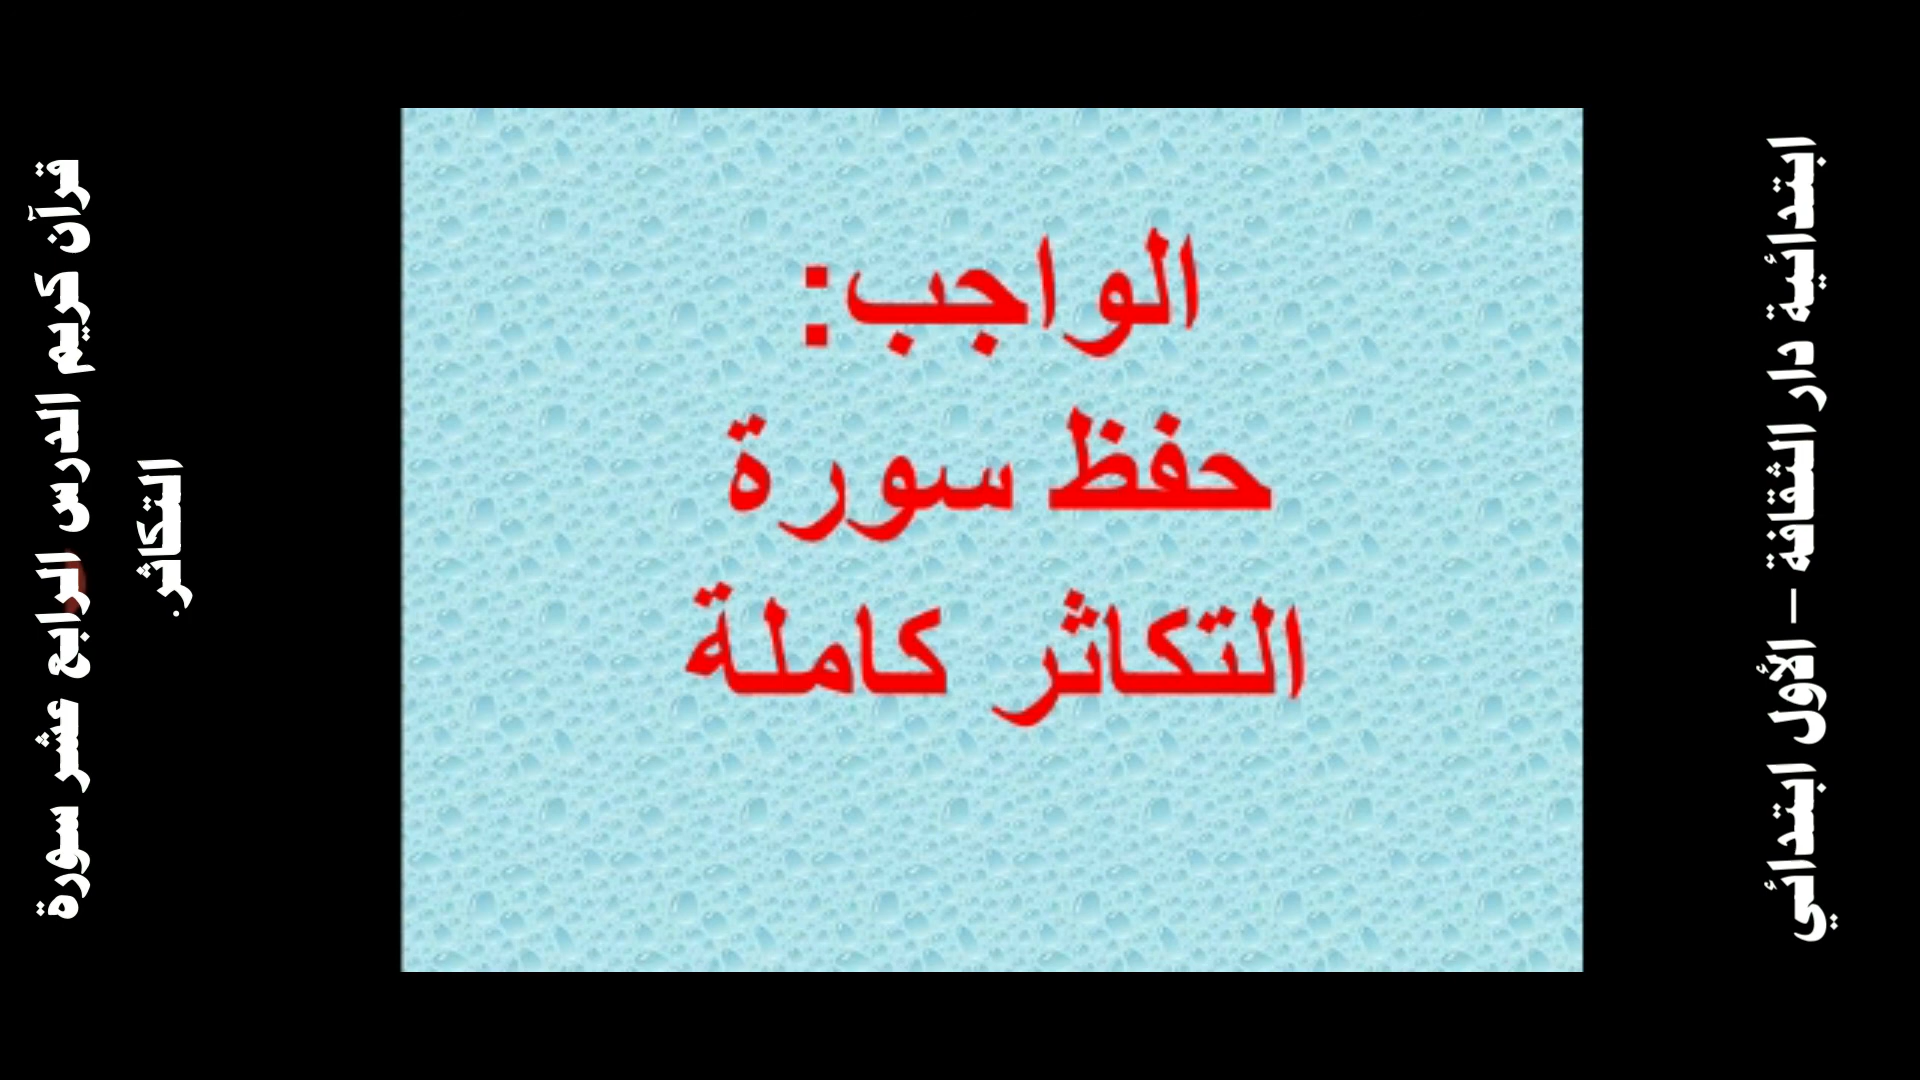 الواجب:
حفظ سورة
التكاثر كاملة
ابتدائية دار الثقافة – الأول ابتدائي
قرآن كريم الدرس الرابع عشر سورة
التكاثر.